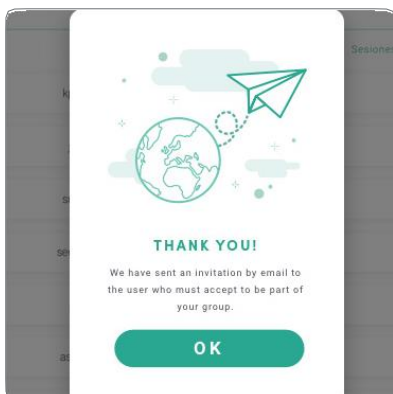 Sesiones
THANK YOU!
We have sent an invitation by email to
the user who must accept to be part of
your group.
OK